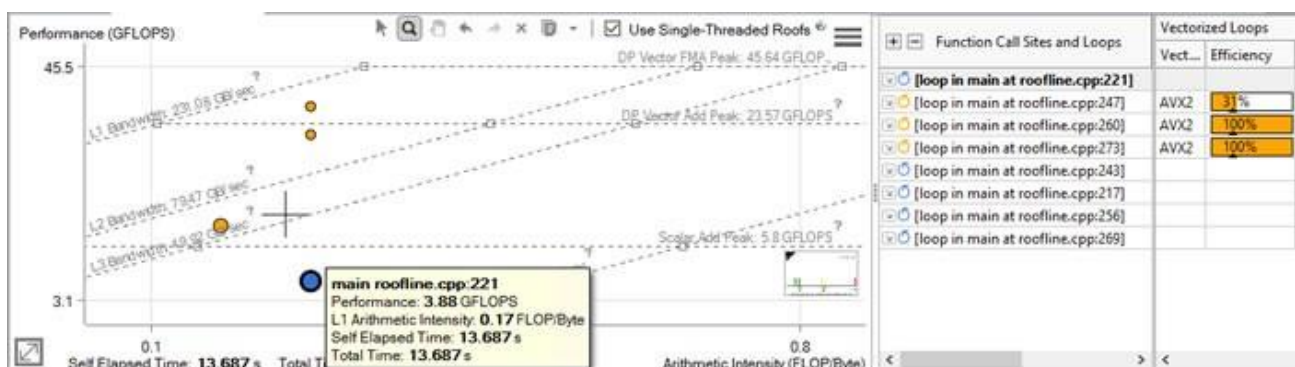 Performance (GFLOPS)
Use Single-Threaded Roofs
45.5
DP Vector FMA Peak: 45.64 GFLOP...
?
L1 Bandwidth: 231.08 GB/sec
?
DP Vector Add Peak: 23.57 GFLOPS
?
L2 Bandwidth: 79.47 GB/sec
?
L3 Bandwidth: GB/sec
?
Scalar Add Peak: 5.8 GFLOPS
?
?
3.1
main roofline.cpp:221
Performance: 3.88 GFLOPS
L1 Arithmetic Intensity: 0.17 FLOP/Byte
Self Elapsed Time: 13.687 s
Total Time: 13.687 s
0.1
0.8
Self Elapsed Time: 13.687 s Total Ti
Arithmetic Intensity (FLOP/Byte)
Function Call Sites and Loops
Vectorized Loops
Vect... Efficiency
[loop in main at roofline.cpp:221]
[loop in main at roofline.cpp:247] AVX2 31%
[loop in main at roofline.cpp:260] AVX2 100%
[loop in main at roofline.cpp:273] AVX2 100%
[loop in main at roofline.cpp:243]
[loop in main at roofline.cpp:217]
[loop in main at roofline.cpp:256]
[loop in main at roofline.cpp:269]